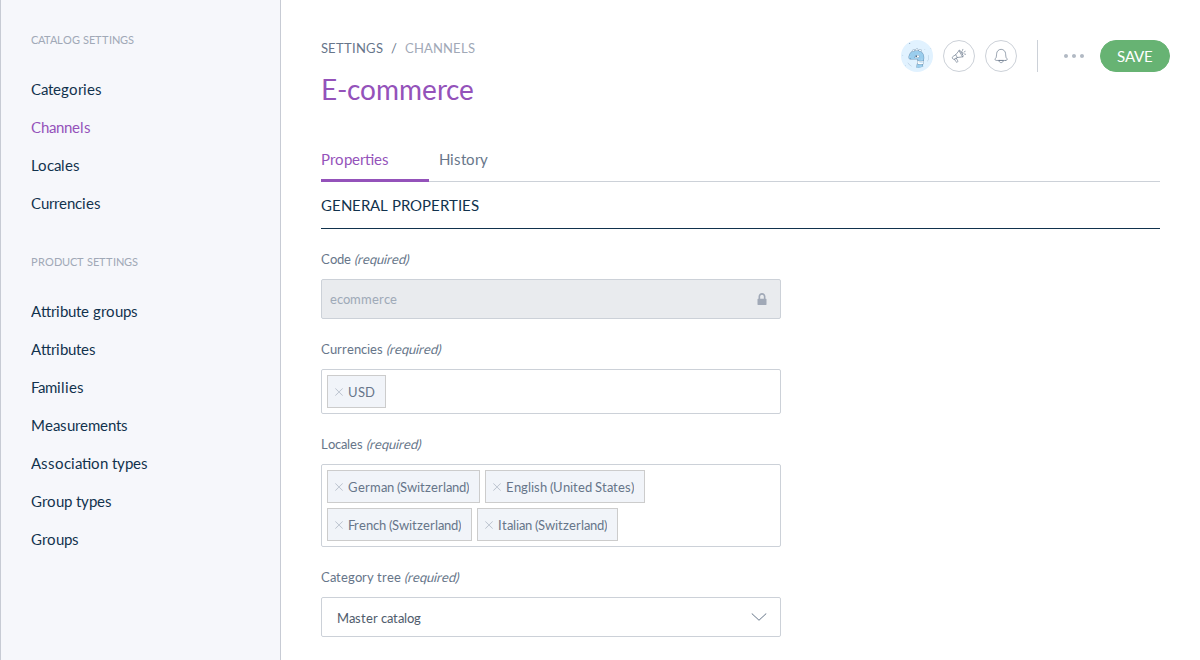 CATALOG SETTINGS
Categories
Channels
Locales
Currencies
PRODUCT SETTINGS
Attribute groups
Attributes
Families
Measurements
Association types
Group types
Groups
SETTINGS / CHANNELS
SAVE
E-commerce
Properties History
GENERAL PROPERTIES
Code (required)
ecommerce
Currencies (required)
× USD
Locales (required)
× German (Switzerland) × English (United States)
× French (Switzerland) × Italian (Switzerland)
Category tree (required)
Master catalog